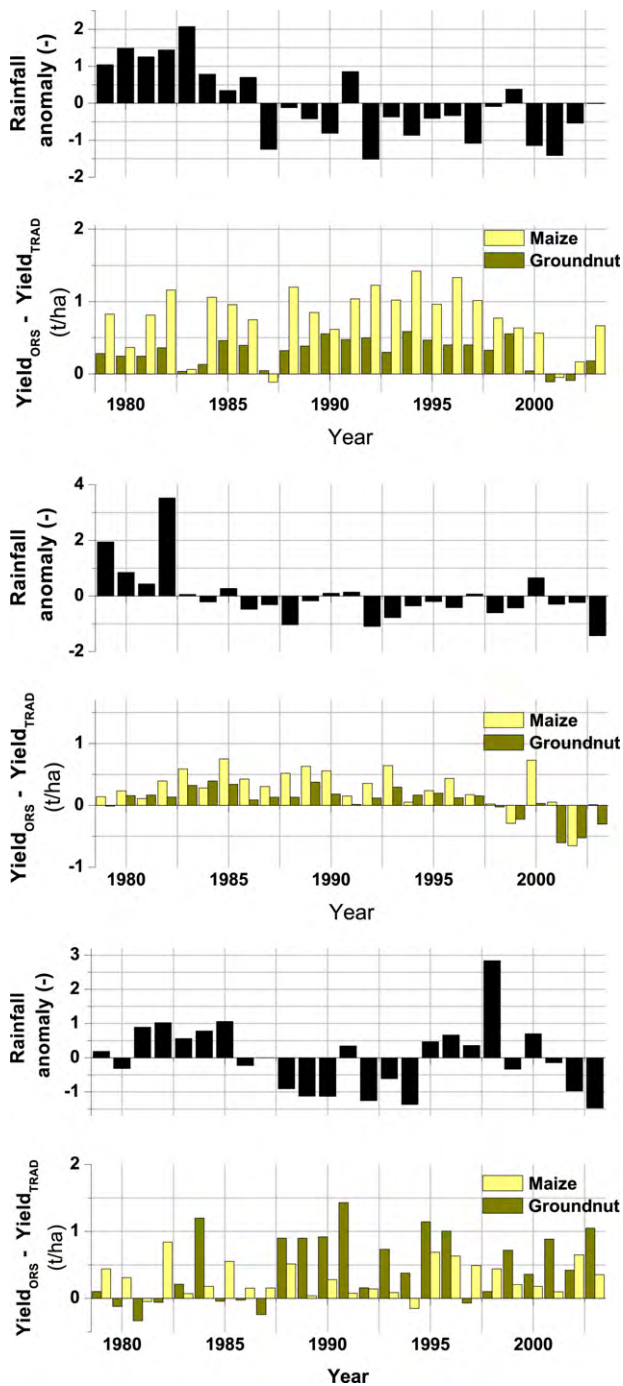 Rainfall
anomaly (-)
2
1
0
-1
-2
Yield_ORS - Yield_TRAD
(t/ha)
2
1
0
Maize
Groundnut
1980 1985 1990 1995 2000
Year
Rainfall
anomaly (-)
4
2
0
-2
Yield_ORS - Yield_TRAD
(t/ha)
1
0
-1
Maize
Groundnut
1980 1985 1990 1995 2000
Year
Rainfall
anomaly (-)
3
2
1
0
-1
Yield_ORS - Yield_TRAD
(t/ha)
2
1
0
Maize
Groundnut
1980 1985 1990 1995 2000
Year